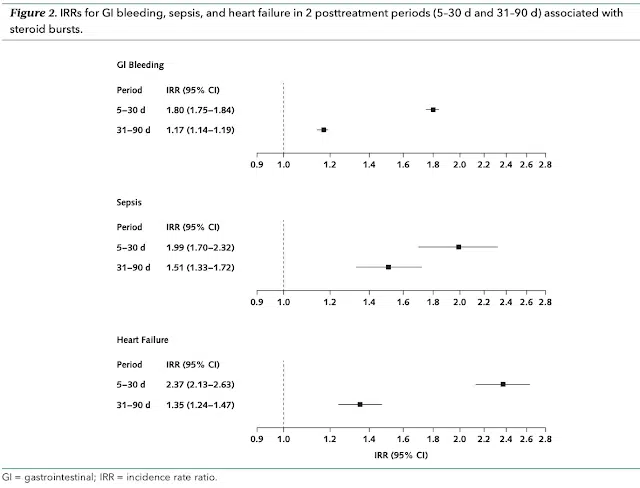 Figure 2. IRRs for GI bleeding, sepsis, and heart failure in 2 posttreatment periods (5–30 d and 31–90 d) associated with
steroid bursts.
GI Bleeding
Period IRR (95% CI)
5–30 d 1.80 (1.75–1.84)
31–90 d 1.17 (1.14–1.19)
0.9 1.0 1.2 1.4 1.6 1.8 2.0 2.2 2.4 2.6 2.8
Sepsis
Period IRR (95% CI)
5–30 d 1.99 (1.70–2.32)
31–90 d 1.51 (1.33–1.72)
0.9 1.0 1.2 1.4 1.6 1.8 2.0 2.2 2.4 2.6 2.8
Heart Failure
Period IRR (95% CI)
5–30 d 2.37 (2.13–2.63)
31–90 d 1.35 (1.24–1.47)
0.9 1.0 1.2 1.4 1.6 1.8 2.0 2.2 2.4 2.6 2.8
IRR (95% CI)
GI = gastrointestinal; IRR = incidence rate ratio.